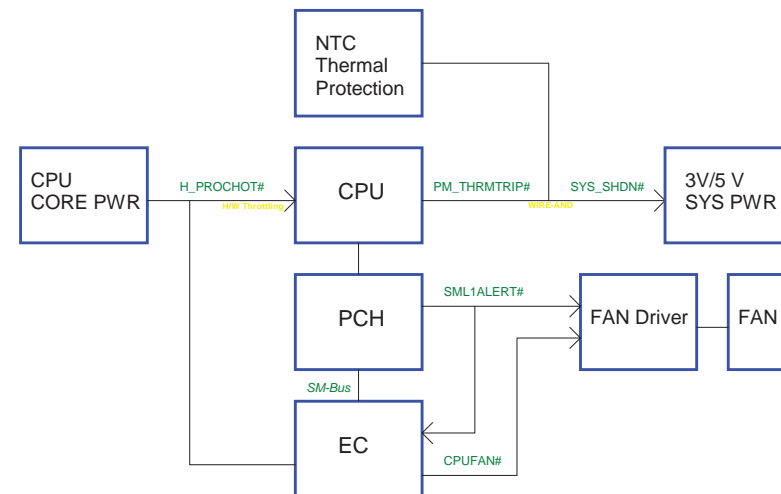 NTC
Thermal
Protection
CPU
CORE PWR
H_PROCHOT#
H/W Throttling
CPU
PM_THRMTRIP#
WIRE-AND
SYS_SHDN#
3V/5 V
SYS PWR
PCH
SML1ALERT#
FAN Driver
FAN
SM-Bus
EC
CPUFAN#